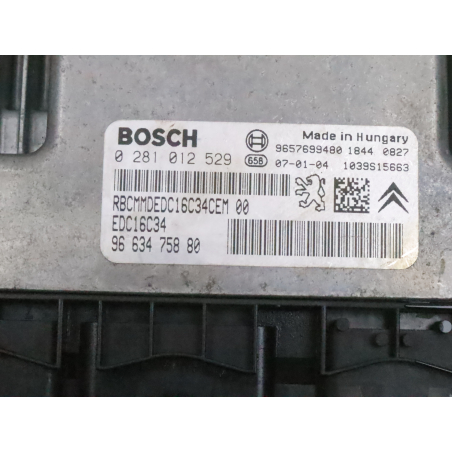 BOSCH
Made in Hungary
9657699480 1844 0827
0 281 012 529
658 07-01-04 1039S15663
RBCMMDEDC16C34CEM 00
EDC16C34
96 634 758 80